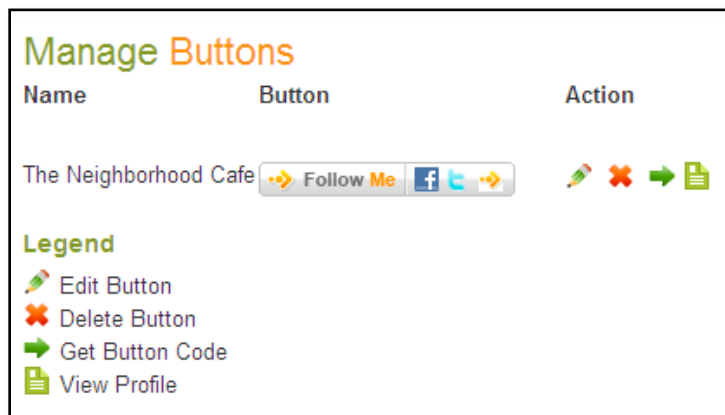 Manage Buttons
Name Button Action
The Neighborhood Cafe Follow Me
Legend
Edit Button
Delete Button
Get Button Code
View Profile